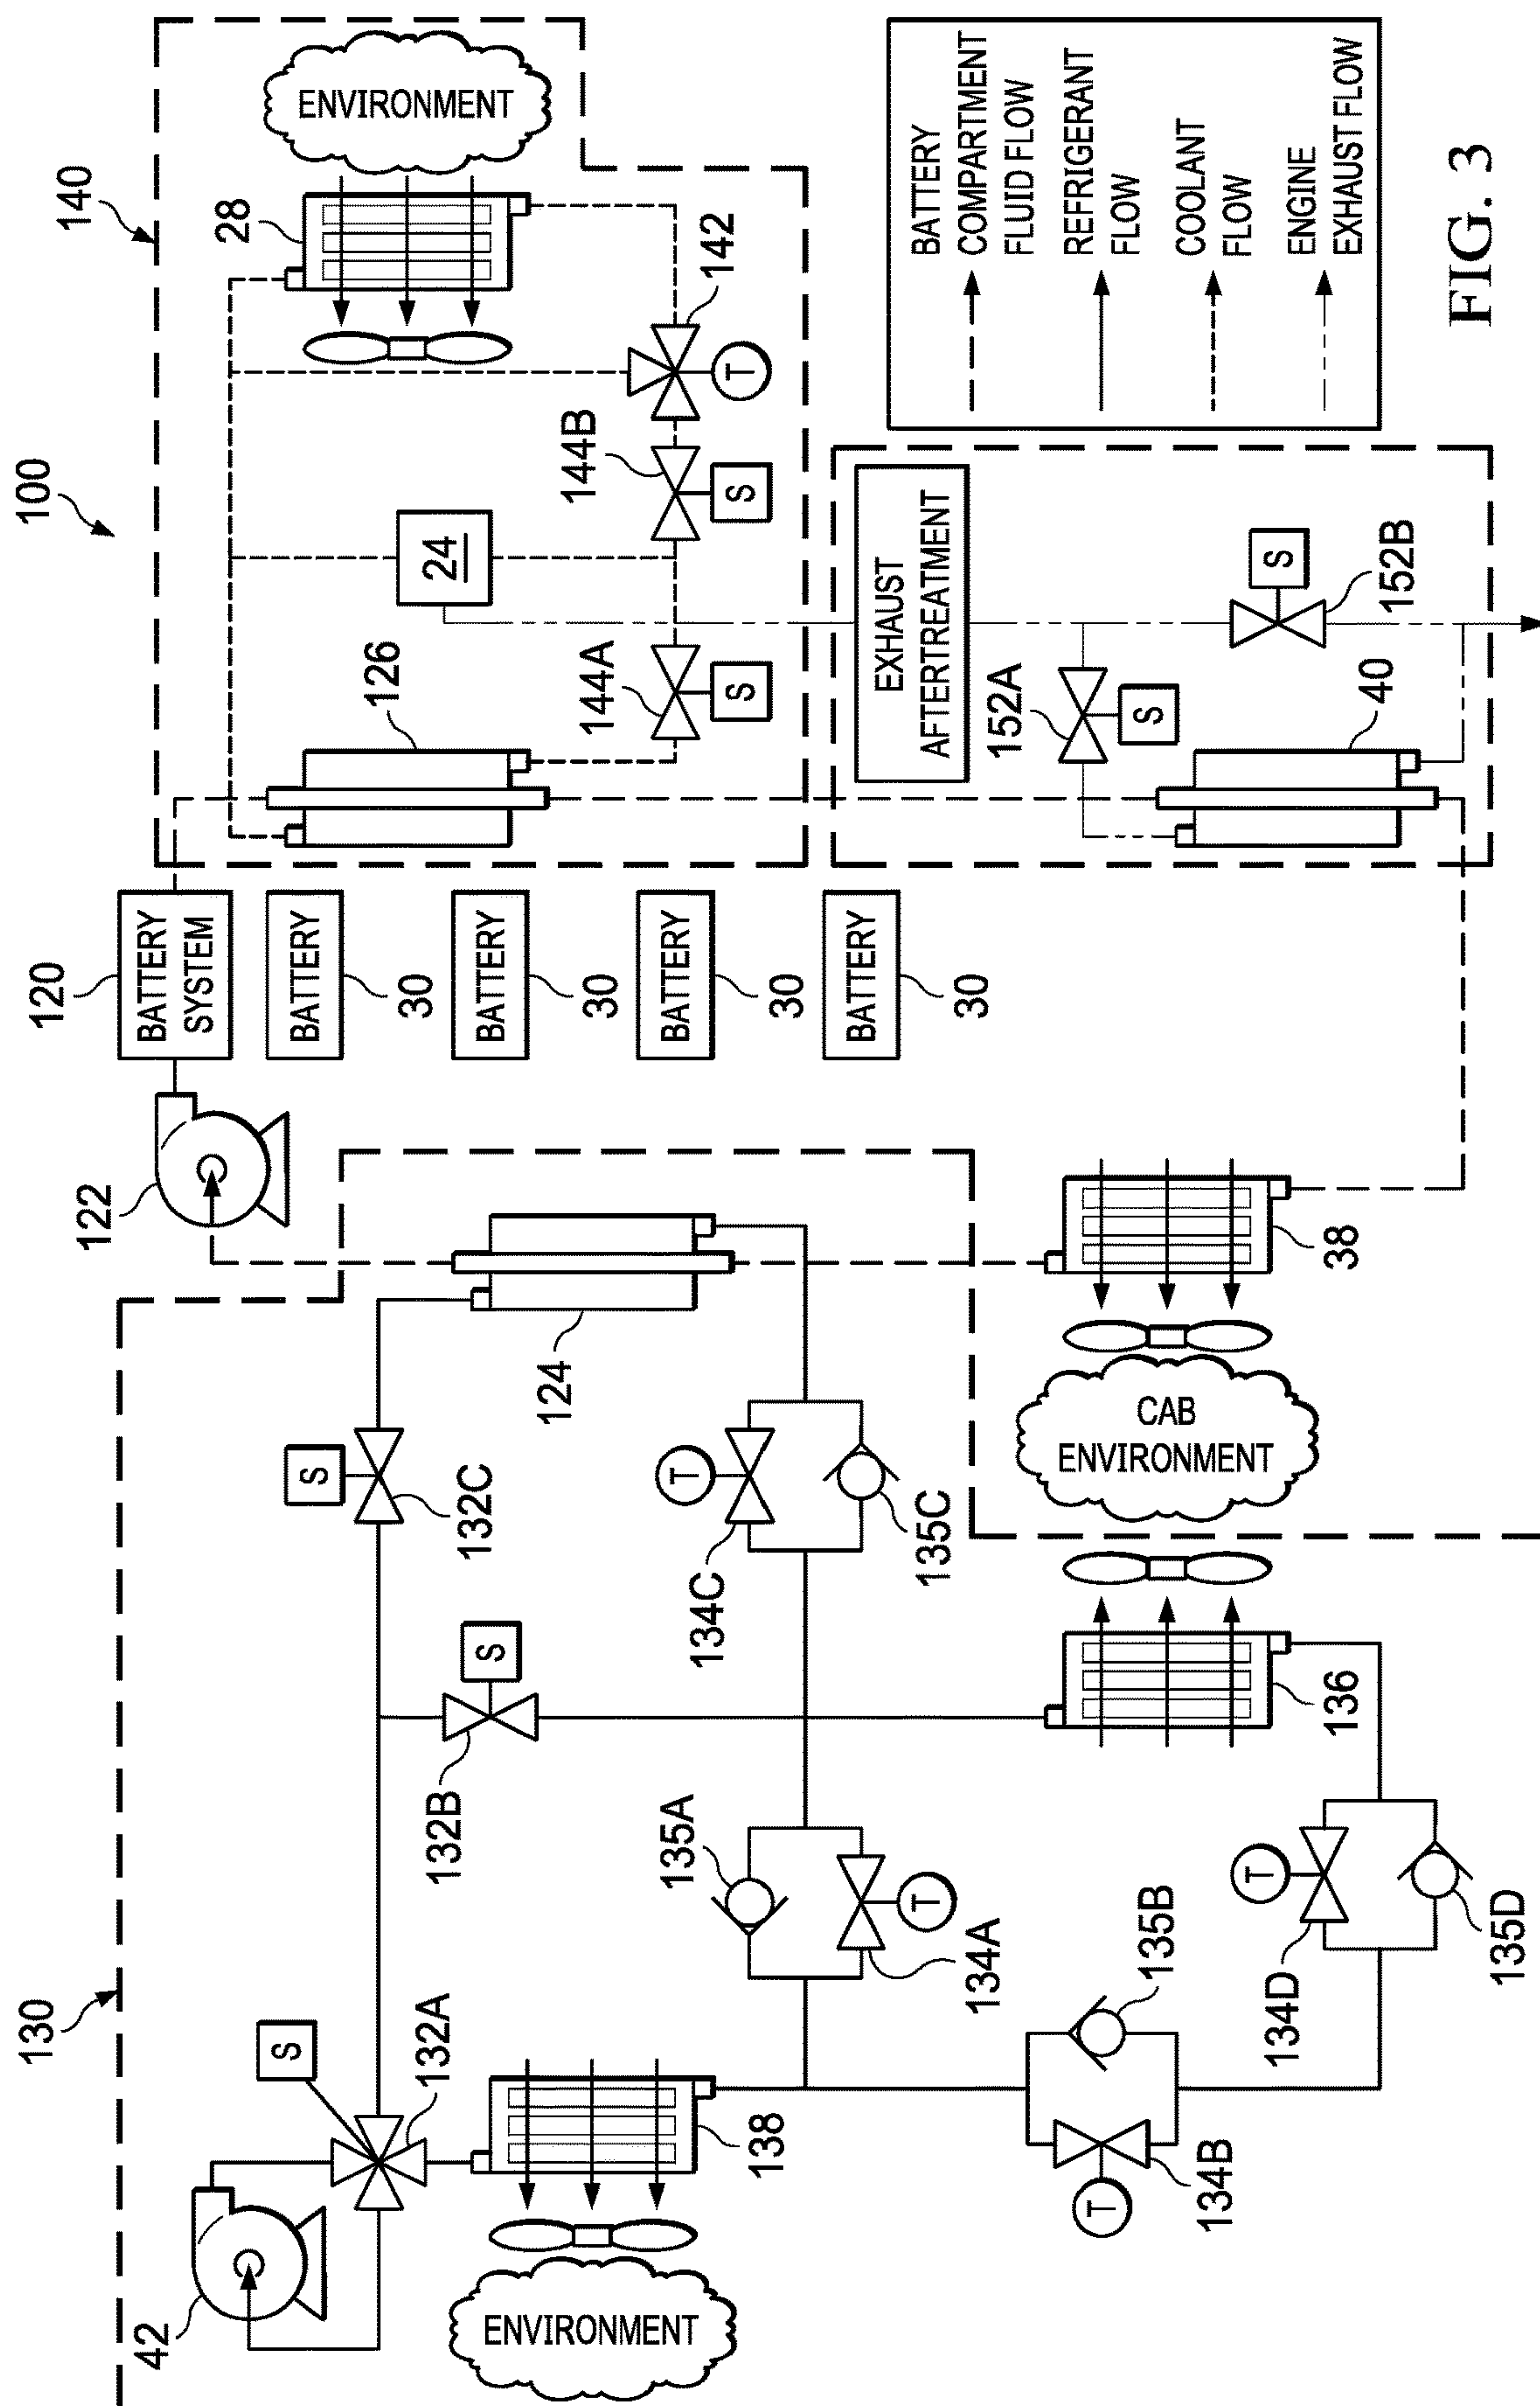 100
140
ENVIRONMENT
28
142
T
144B
S
24
144A
S
126
120
BATTERY
SYSTEM
BATTERY
30
BATTERY
30
BATTERY
30
BATTERY
30
122
EXHAUST
AFTERTREATMENT
152A
S
S
152B
40
BATTERY
COMPARTMENT
FLUID FLOW
REFRIGERANT
FLOW
COOLANT
FLOW
ENGINE
EXHAUST FLOW
130
42
S
132A
ENVIRONMENT
138
132B
S
S
132C
124
T
134C
135C
135A
T
134A
135B
T
134B
T
134D
135D
136
38
CAB
ENVIRONMENT
FIG. 3